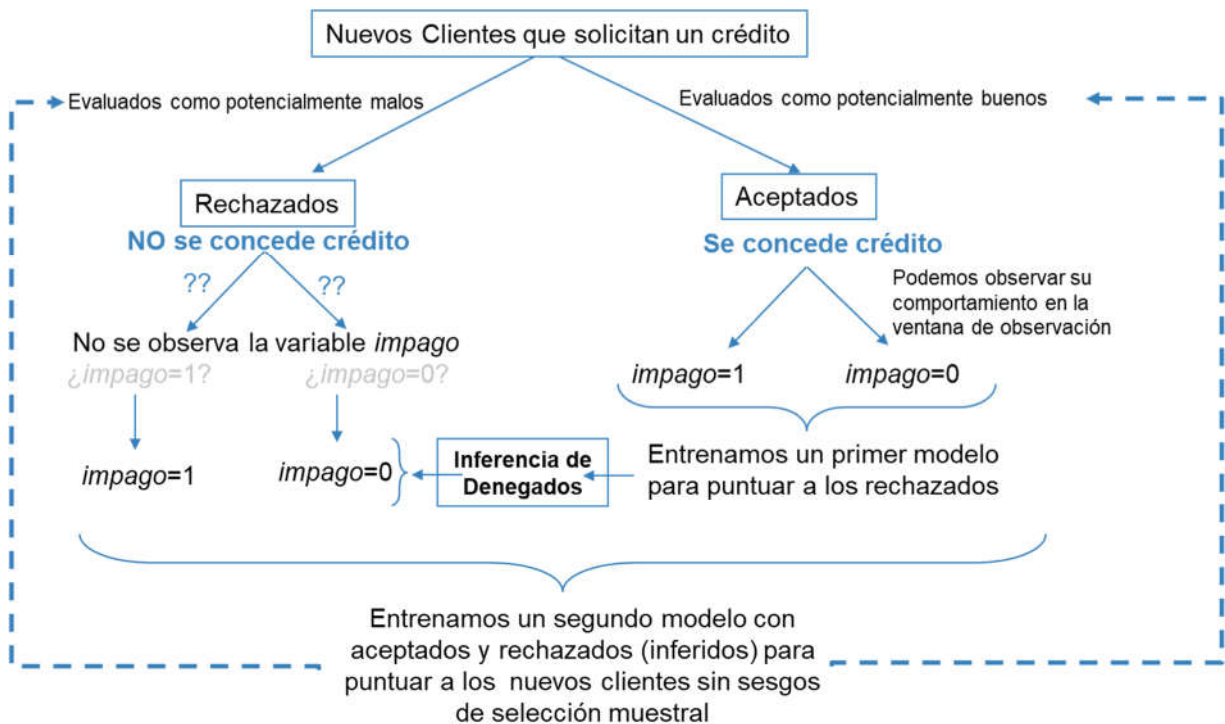 Nuevos Clientes que solicitan un crédito
Evaluados como potencialmente malos
Evaluados como potencialmente buenos
Rechazados
NO se concede crédito
??
??
No se observa la variable impago
¿impago=1?
¿impago=0?
impago=1
impago=0
Aceptados
Se concede crédito
Podemos observar su
comportamiento en la
ventana de observación
impago=1
impago=0
Entrenamos un primer modelo
para puntuar a los rechazados
Inferencia de
Denegados
Entrenamos un segundo modelo con
aceptados y rechazados (inferidos) para
puntuar a los nuevos clientes sin sesgos
de selección muestral